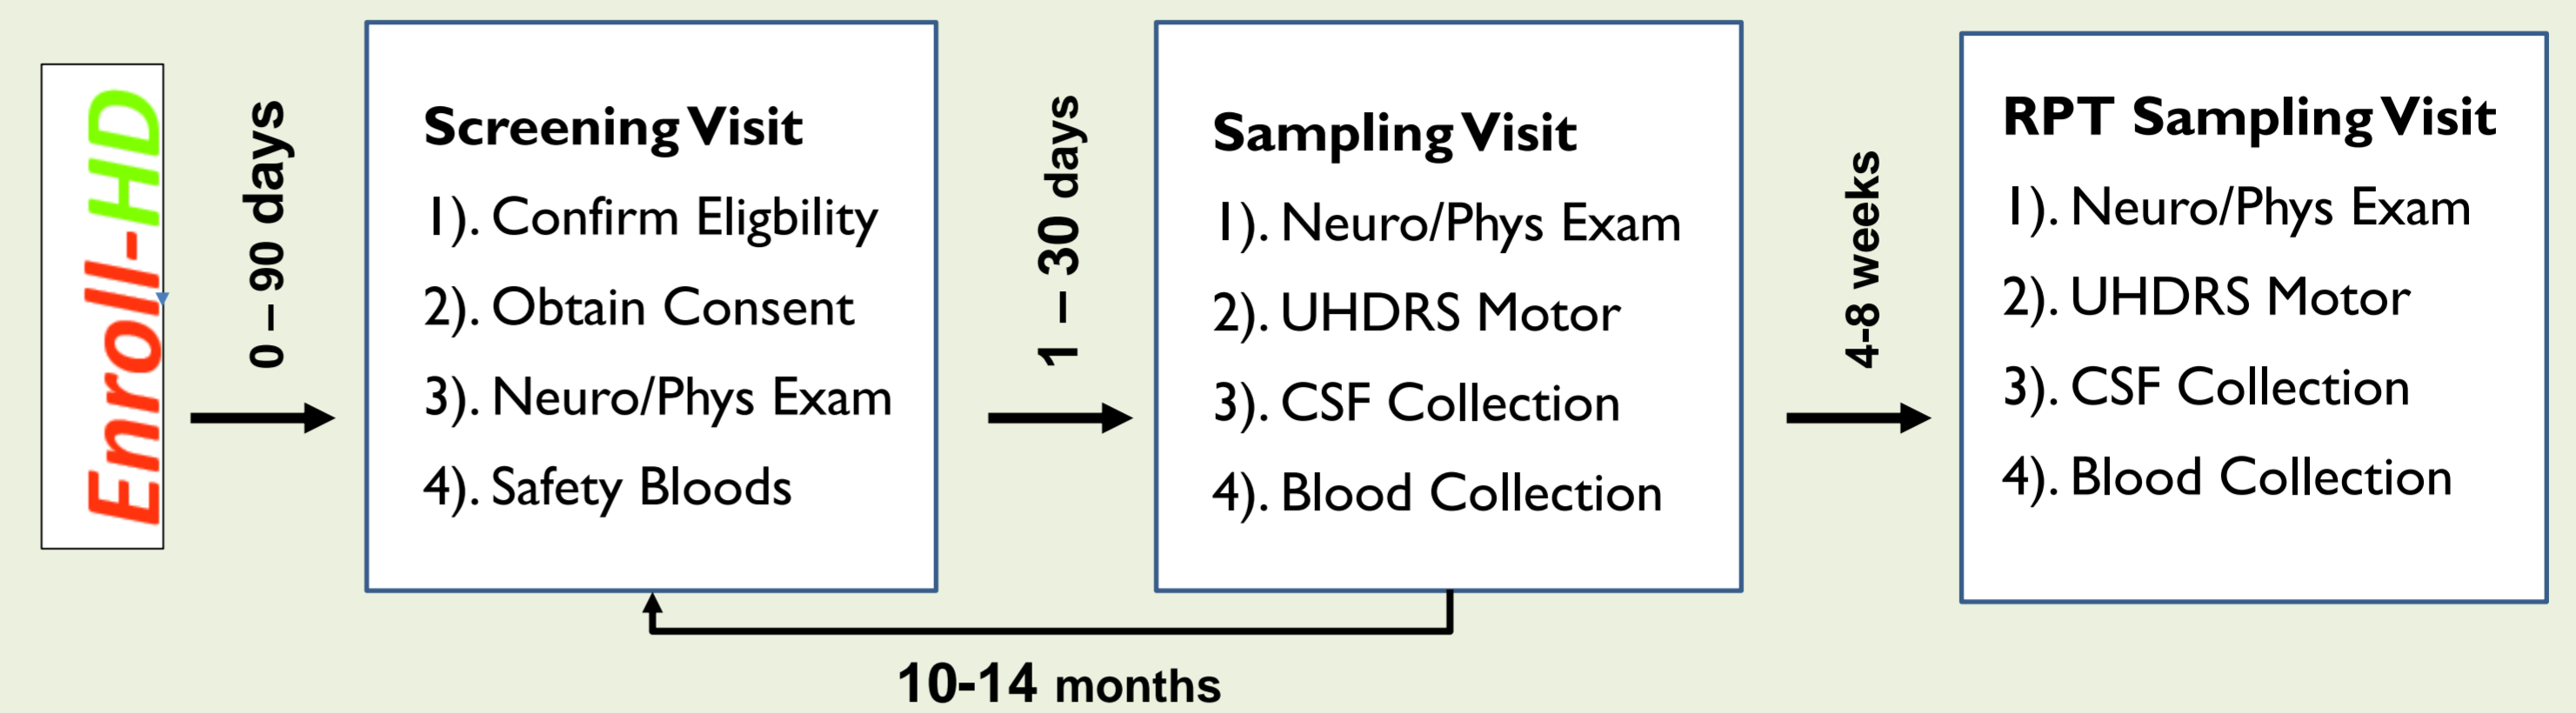 Enroll-HD
0 – 90 days
Screening Visit
1). Confirm Eligbility
2). Obtain Consent
3). Neuro/Phys Exam
4). Safety Bloods
1 – 30 days
Sampling Visit
1). Neuro/Phys Exam
2). UHDRS Motor
3). CSF Collection
4). Blood Collection
4-8 weeks
RPT Sampling Visit
1). Neuro/Phys Exam
2). UHDRS Motor
3). CSF Collection
4). Blood Collection
10-14 months